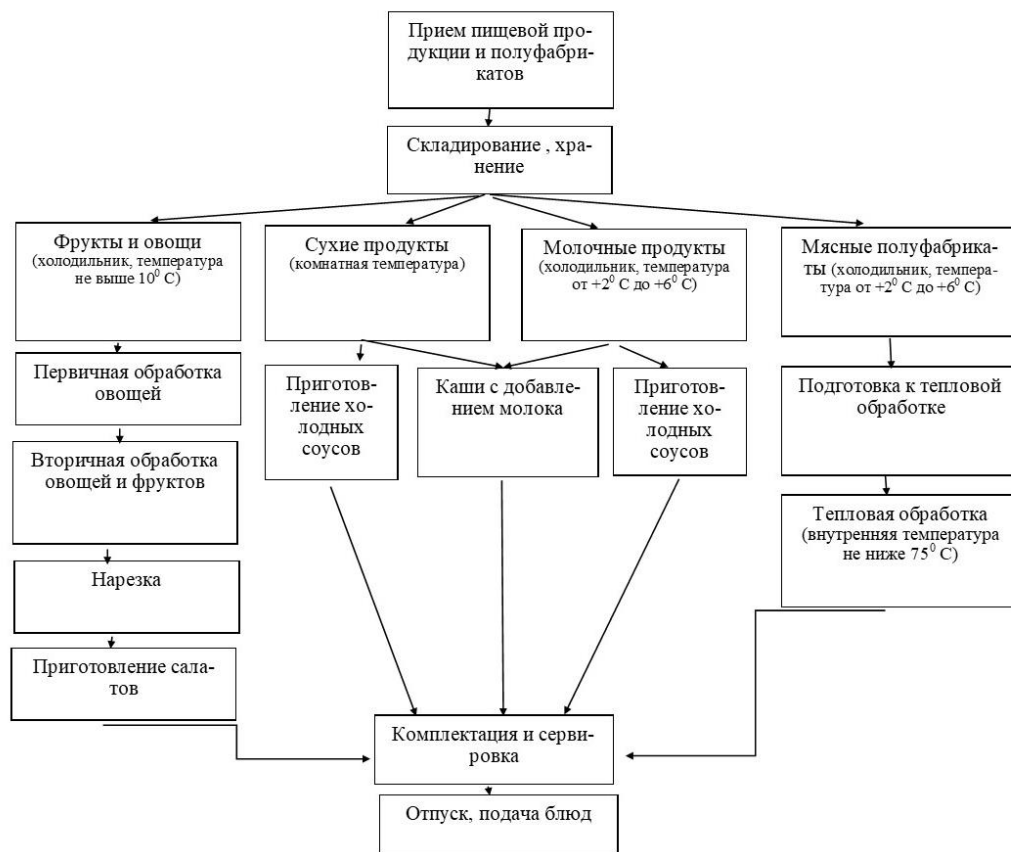 Прием пищевой про-
дукции и полуфабри-
катов
Складирование , хра-
нение
Фрукты и овощи
(холодильник, температура
не выше 10⁰ С)
Сухие продукты
(комнатная температура)
Молочные продукты
(холодильник, температура
от +2⁰ С до +6⁰ С)
Мясные полуфабрика-
ты (холодильник, темпера-
тура от +2⁰ С до +6⁰ С)
Первичная обработка
овощей
Приготов-
ление хо-
лодных
соусов
Каши с добавле-
нием молока
Приготов-
ление хо-
лодных
соусов
Подготовка к тепловой
обработке
Вторичная обработка
овощей и фруктов
Тепловая обработка
(внутренняя температура
не ниже 75⁰ С)
Нарезка
Приготовление сала-
тов
Комплектация и серви-
ровка
Отпуск, подача блюд